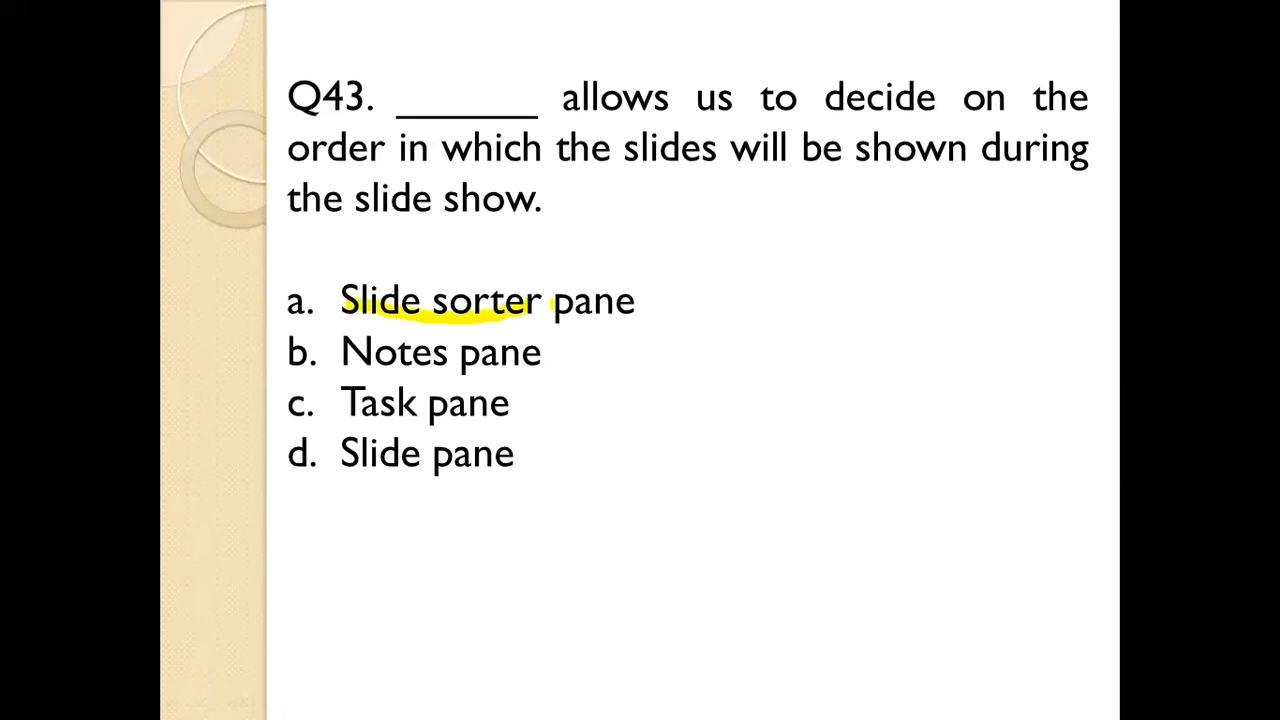 Q43. _______ allows us to decide on the
order in which the slides will be shown during
the slide show.
a. Slide sorter pane
b. Notes pane
c. Task pane
d. Slide pane